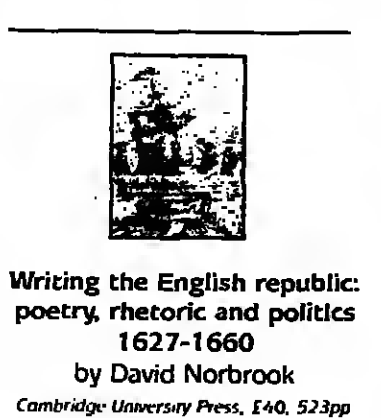 Writing the English republic:
poetry, rhetoric and politics
1627-1660
by David Norbrook
Cambridge University Press, £40, 523pp